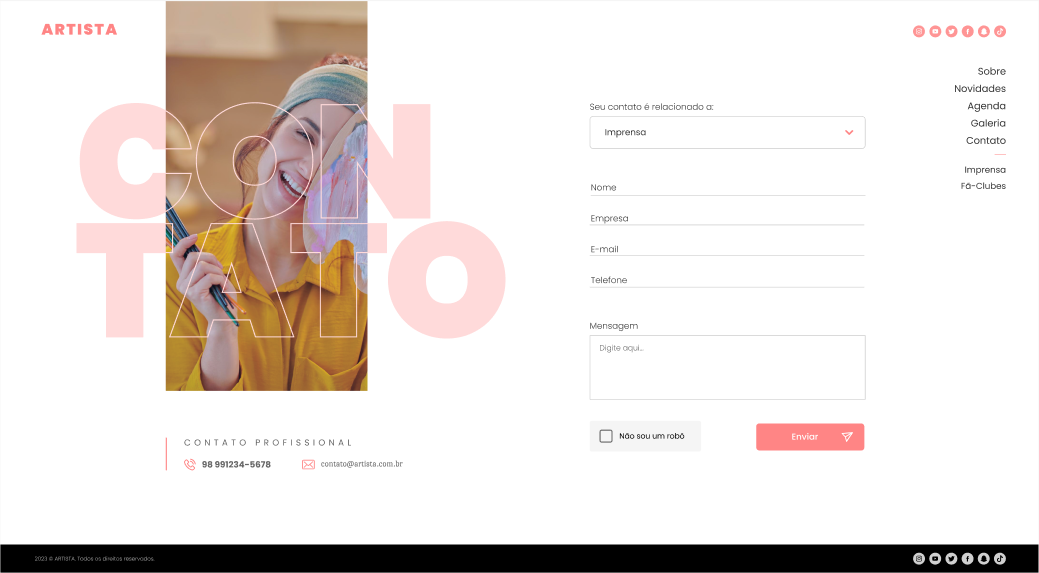 ARTISTA
Sobre
Novidades
Agenda
Galeria
Contato
Imprensa
Fã-Clubes
CON
TATO
Seu contato é relacionado a:
Imprensa
Nome
Empresa
E-mail
Telefone
Mensagem
Digite aqui...
Não sou um robô
Enviar
CONTATO PROFISSIONAL
98 991234-5678
contato@artista.com.br
2023 © ARTISTA. Todos os direitos reservados.